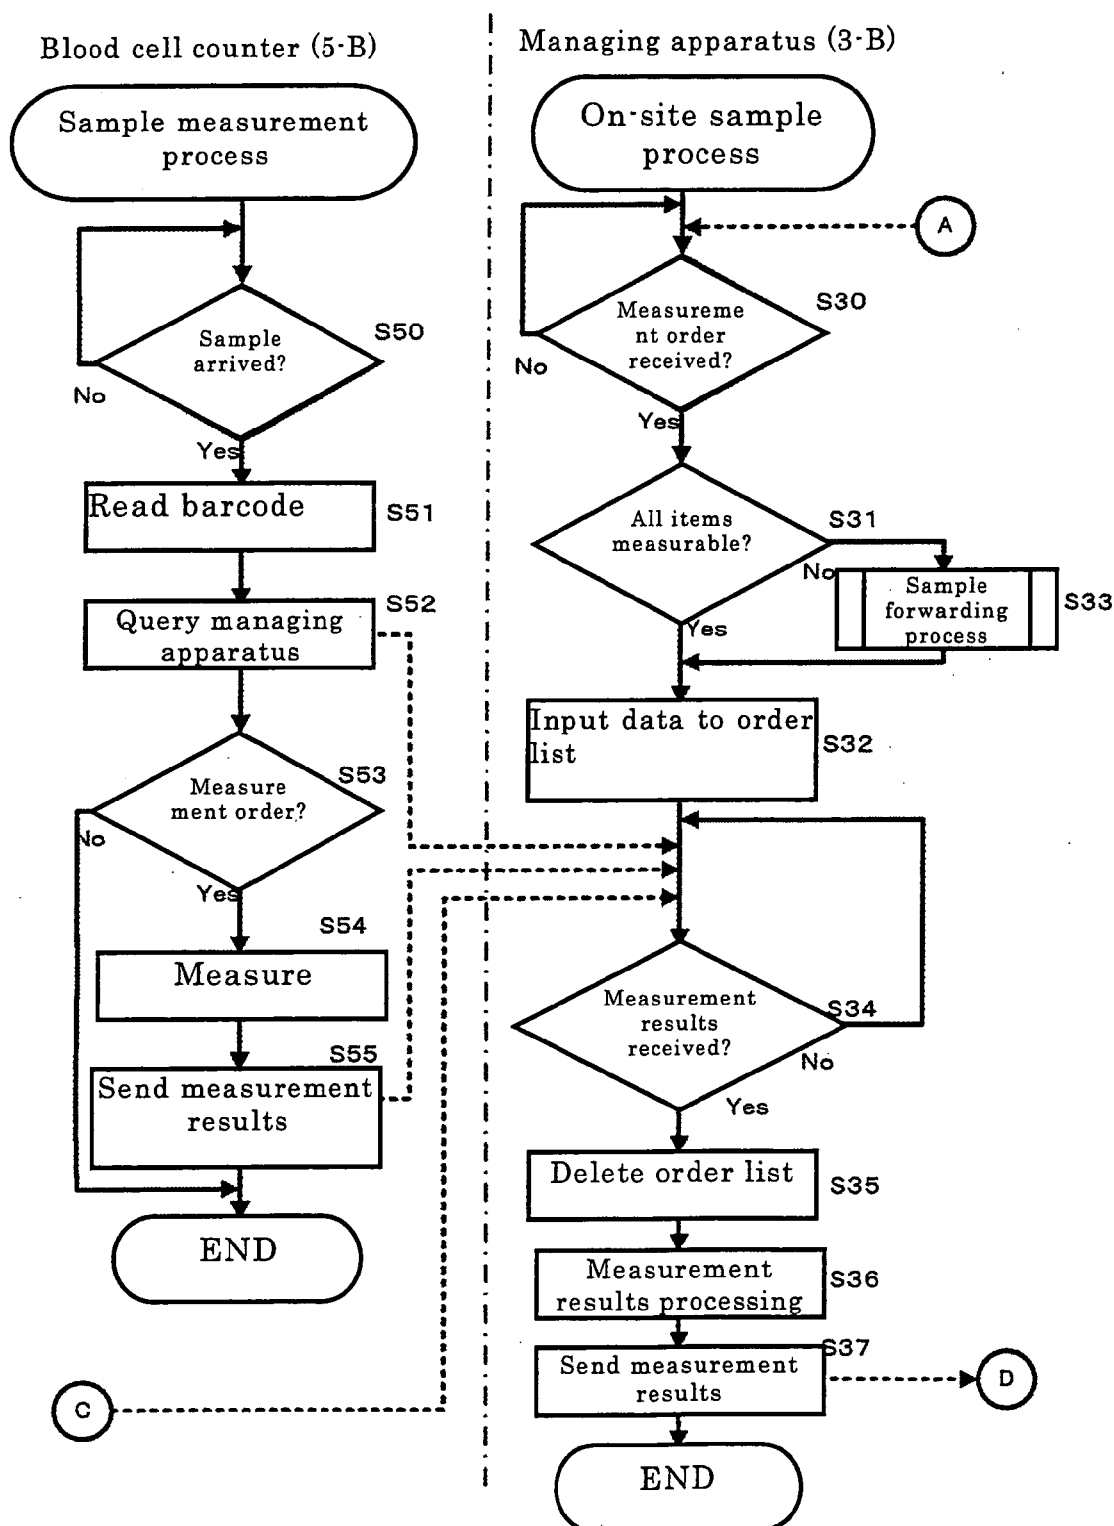 Blood cell counter (5-B)
Sample measurement
process
Sample
arrived?
S50
No
Yes
Read barcode
S51
Query managing
apparatus
S52
Measure
ment order?
S53
No
Yes
S54
Measure
S55
Send measurement
results
END
C
Managing apparatus (3-B)
On-site sample
process
A
Measureme
nt order
received?
S30
No
Yes
All items
measurable?
S31
No
Sample
forwarding
process
S33
Yes
Input data to order
list
S32
Measurement
results
received?
S34
No
Yes
Delete order list
S35
Measurement
results processing
S36
S37
Send measurement
results
D
END